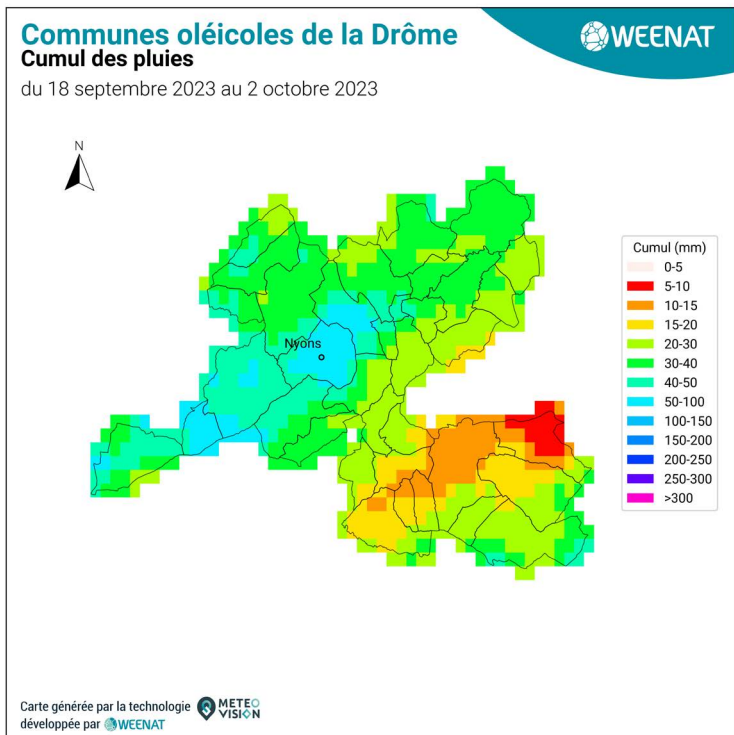 Communes oléicoles de la Drôme
WEENAT
Cumul des pluies
du 18 septembre 2023 au 2 octobre 2023
N
Nyons
Cumul (mm)
0-5
5-10
10-15
15-20
20-30
30-40
40-50
50-100
100-150
150-200
200-250
250-300
>300
Carte générée par la technologie
METEO
VISION
développée par WEENAT